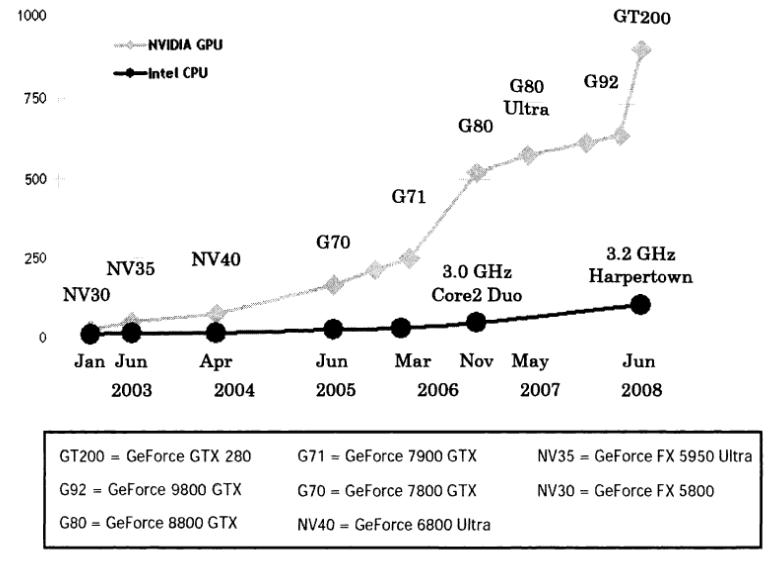 1000
GT200
NVIDIA GPU
Intel CPU
750
G80
Ultra
G92
G80
500
G71
G70
NV40
NV35
NV30
250
3.0 GHz
Core2 Duo
3.2 GHz
Harpertown
0
Jan Jun Apr Jun Mar Nov May Jun
2003 2004 2005 2006 2007 2008
GT200 = GeForce GTX 280 G71 = GeForce 7900 GTX NV35 = GeForce FX 5950 Ultra
G92 = GeForce 9800 GTX G70 = GeForce 7800 GTX NV30 = GeForce FX 5800
G80 = GeForce 8800 GTX NV40 = GeForce 6800 Ultra